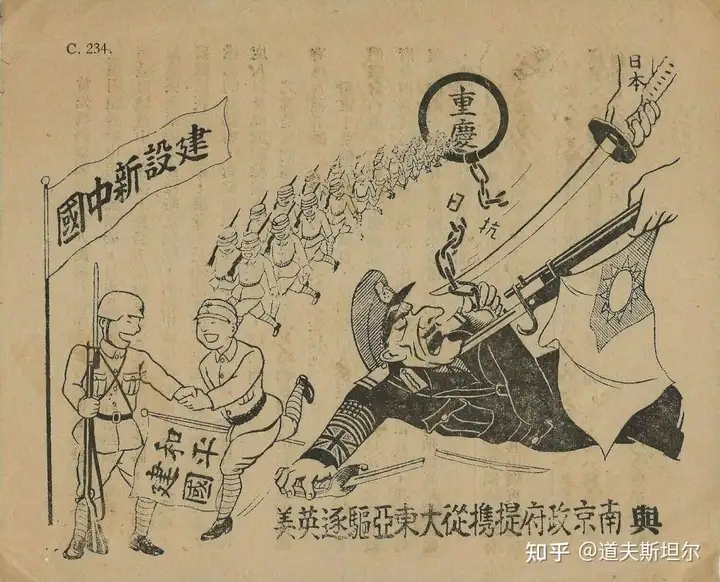 C. 234.
日本
重慶
抗日
建設新中國
和平
建國
與南京政府提携從大東亞驅逐英美
知乎 @道夫斯坦尔